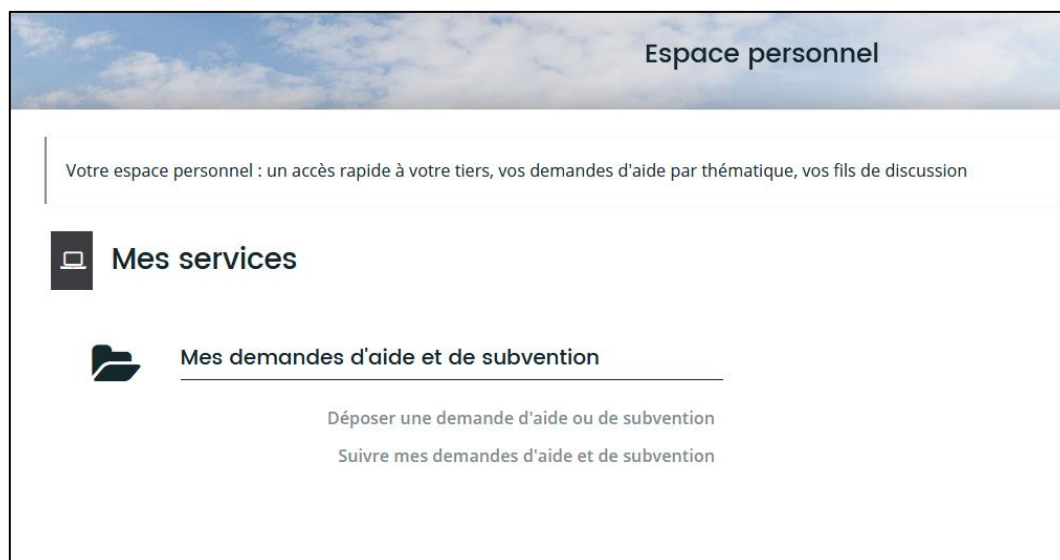 Espace personnel
Votre espace personnel : un accès rapide à votre tiers, vos demandes d'aide par thématique, vos fils de discussion
Mes services
Mes demandes d'aide et de subvention
Déposer une demande d'aide ou de subvention
Suivre mes demandes d'aide et de subvention